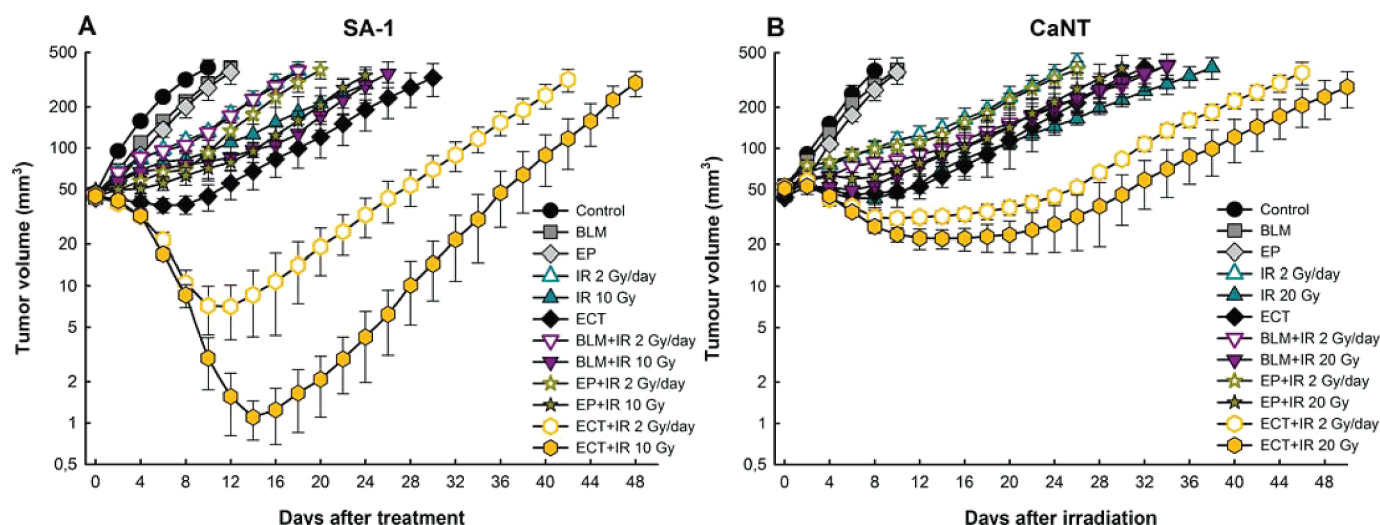 A
SA-1
Tumor volume (mm³)
500
200
100
50
20
10
5
2
1
0,5
0 4 8 12 16 20 24 28 32 36 40 44 48
Days after treatment
Control
BLM
EP
IR 2 Gy/day
IR 10 Gy
ECT
BLM+IR 2 Gy/day
BLM+IR 10 Gy
EP+IR 2 Gy/day
EP+IR 10 Gy
ECT+IR 2 Gy/day
ECT+IR 10 Gy
B
CaNT
Tumour volume (mm³)
500
200
100
50
20
10
5
2
1
0,5
0 4 8 12 16 20 24 28 32 36 40 44 48
Days after irradiation
Control
BLM
EP
IR 2 Gy/day
IR 20 Gy
ECT
BLM+IR 2 Gy/day
BLM+IR 20 Gy
EP+IR 2 Gy/day
EP+IR 20 Gy
ECT+IR 2 Gy/day
ECT+IR 20 Gy